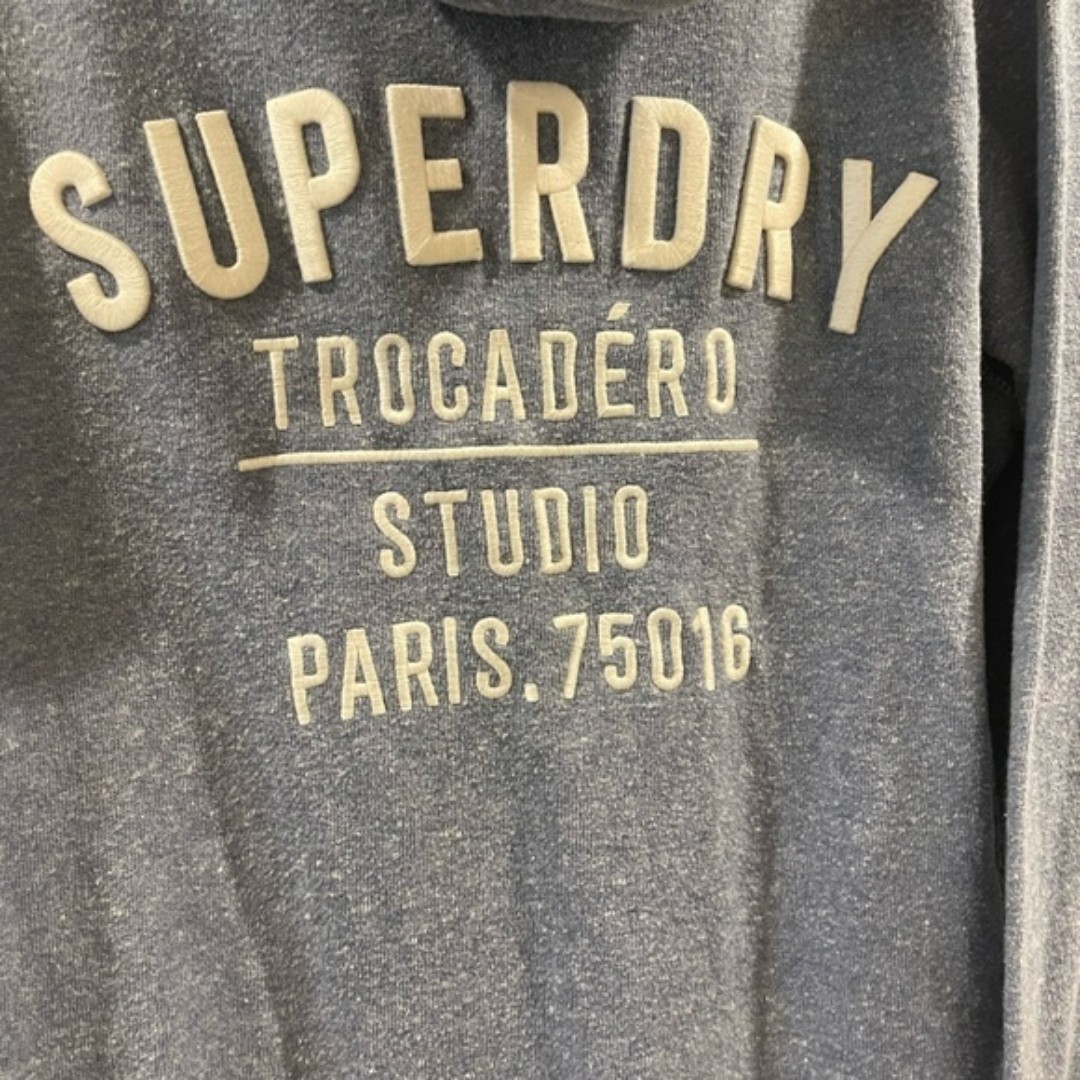 SUPERDRY
TROCADÉRO
STUDIO
PARIS.75016